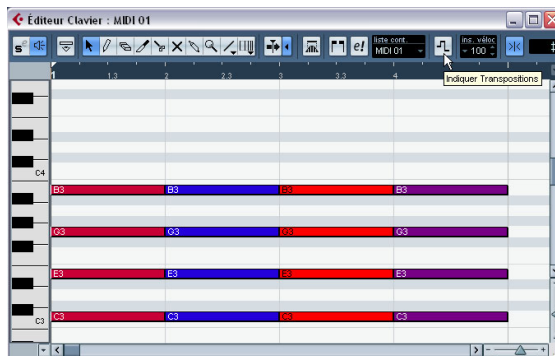 Éditeur Clavier : MIDI 01
liste cont. ins. véloc
MIDI 01 100
Indiquer Transpositions
1 1.3 2 2.3 3 3.3 4
C4
B3 B3 B3 B3
G3 G3 G3 G3
E3 E3 E3 E3
C3 C3 C3 C3 C3